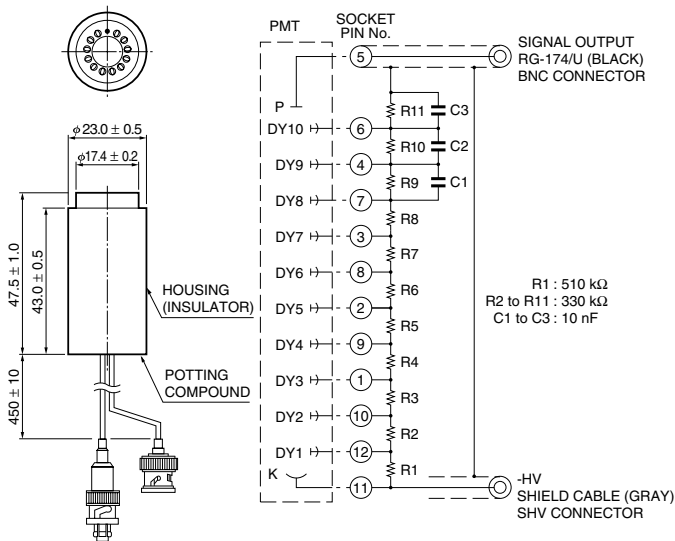 PMT
SOCKET
PIN No.
SIGNAL OUTPUT
RG-174/U (BLACK)
BNC CONNECTOR
5
P
R11
C3
DY10
6
R10
C2
DY9
4
R9
C1
DY8
7
R8
DY7
3
R7
DY6
8
R6
DY5
2
R5
DY4
9
R4
DY3
1
R3
DY2
10
R2
DY1
12
R1
K
11
-HV
SHIELD CABLE (GRAY)
SHV CONNECTOR
R1 : 510 kΩ
R2 to R11 : 330 kΩ
C1 to C3 : 10 nF
φ 23.0 ± 0.5
φ17.4 ± 0.2
47.5 ± 1.0
43.0 ± 0.5
450 ± 10
HOUSING
(INSULATOR)
POTTING
COMPOUND